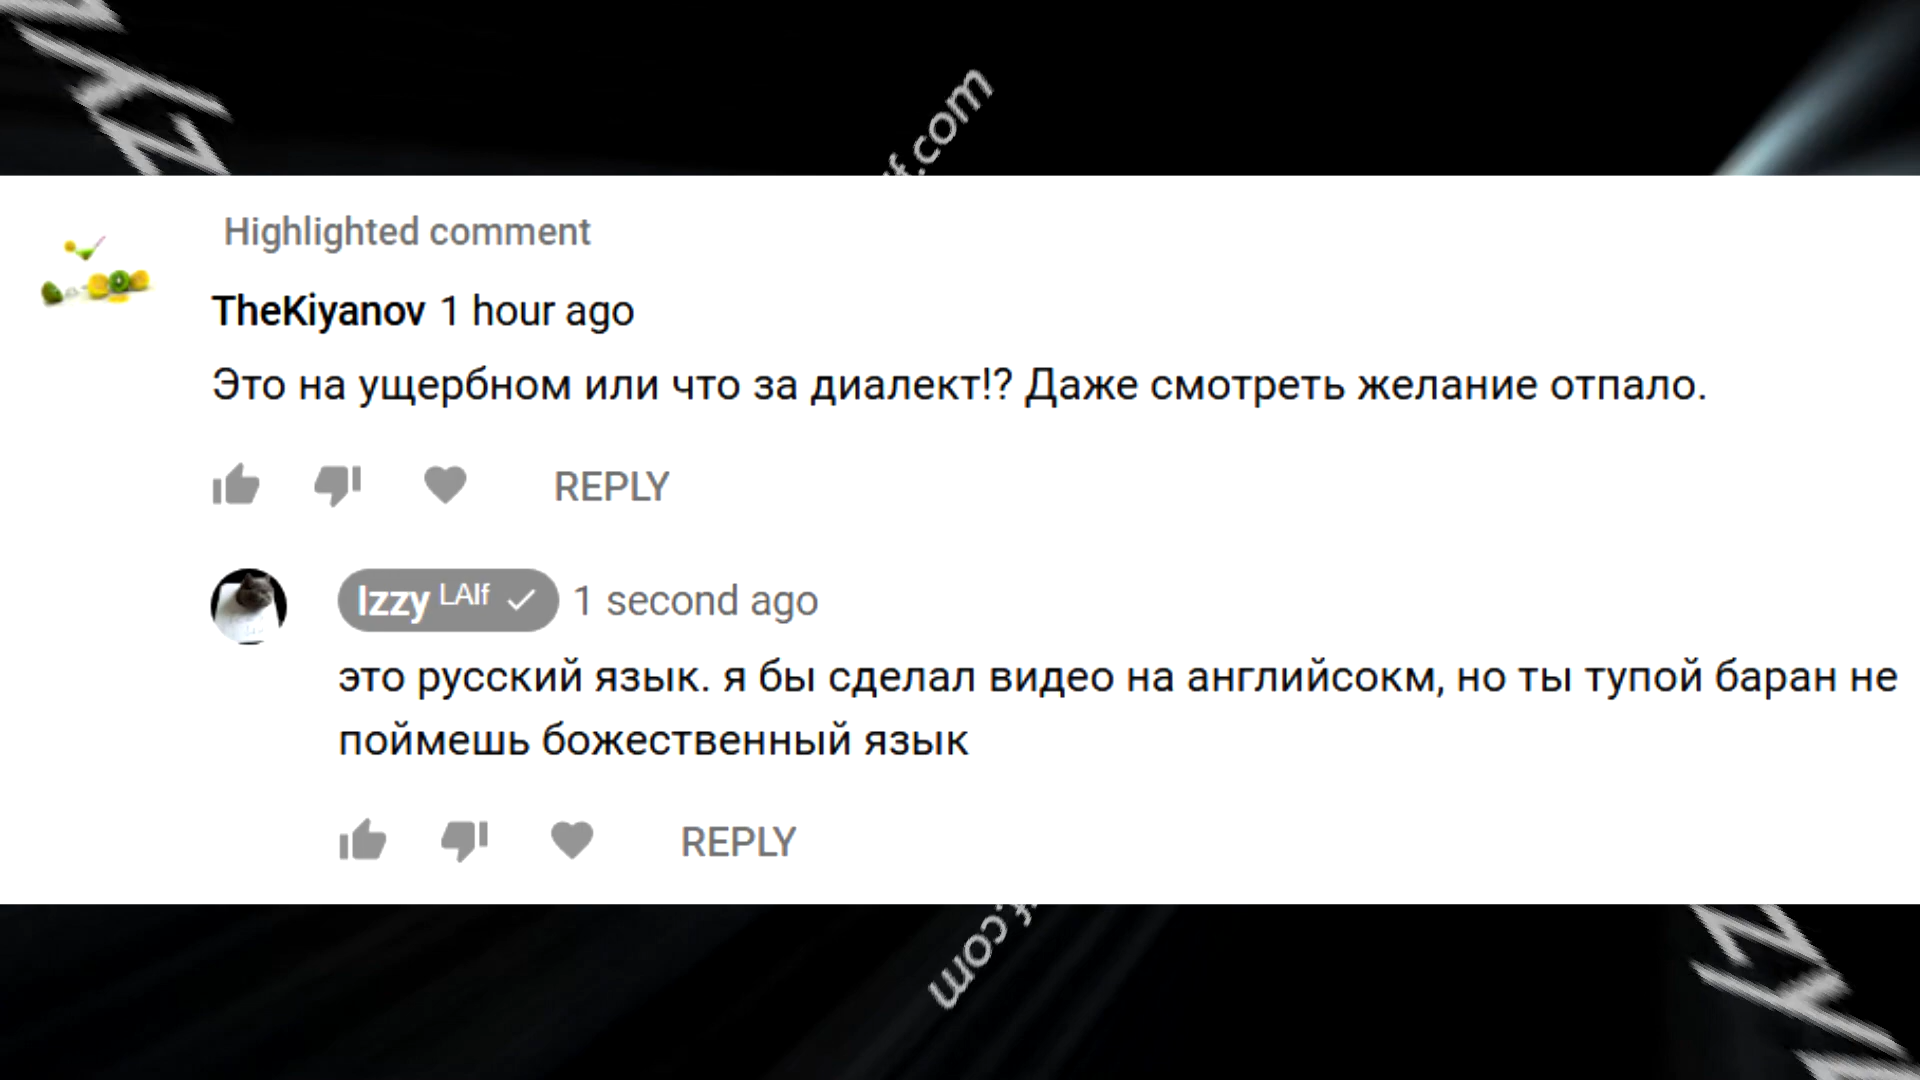 .com
Highlighted comment
TheKiyanov 1 hour ago
Это на ущербном или что за диалект!? Даже смотреть желание отпало.
REPLY
Izzy LAlf 1 second ago
это русский язык. я бы сделал видео на английсокм, но ты тупой баран не
поймешь божественный язык
REPLY
f.com